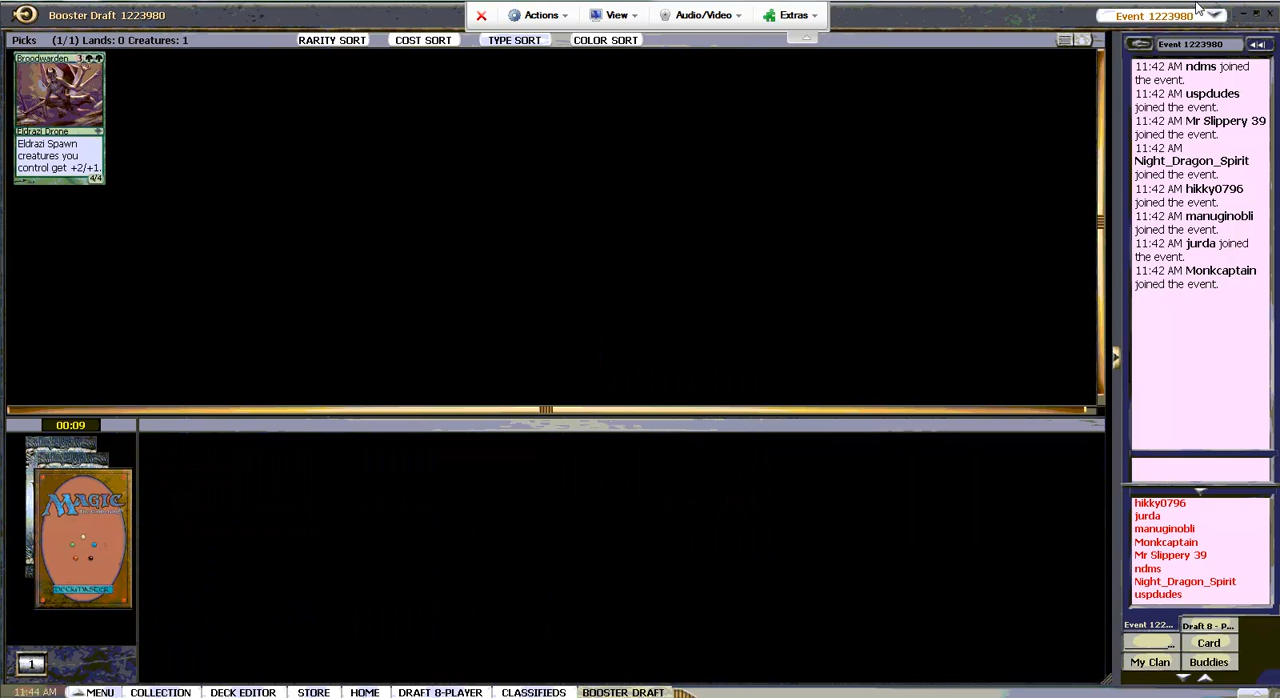 Booster Draft 1223980
Actions
View
Audio/Video
Extras
Event 1223980
Picks (1/1) Lands: 0 Creatures: 1
RARITY SORT
COST SORT
TYPE SORT
COLOR SORT
Event 1223980
Broodwarden 3
Eldrazi Drone
Eldrazi Spawn
creatures you
control get +2/+1.
4/4
11:42 AM ndms joined
the event.
11:42 AM uspdudes
joined the event.
11:42 AM Mr Slippery 39
joined the event.
11:42 AM
Night_Dragon_Spirit
joined the event.
11:42 AM hikky0796
joined the event.
11:42 AM manuginobli
joined the event.
11:42 AM jurda joined
the event.
11:42 AM Monkcaptain
joined the event.
00:09
MAGIC
DECKMASTER
1
hikky0796
jurda
manuginobli
Monkcaptain
Mr Slippery 39
ndms
Night_Dragon_Spirit
uspdudes
Event 122...
Draft 8 - P...
...
Card
My Clan
Buddies
11:44 AM
MENU
COLLECTION
DECK EDITOR
STORE
HOME
DRAFT 8-PLAYER
CLASSIFIEDS
BOOSTER DRAFT